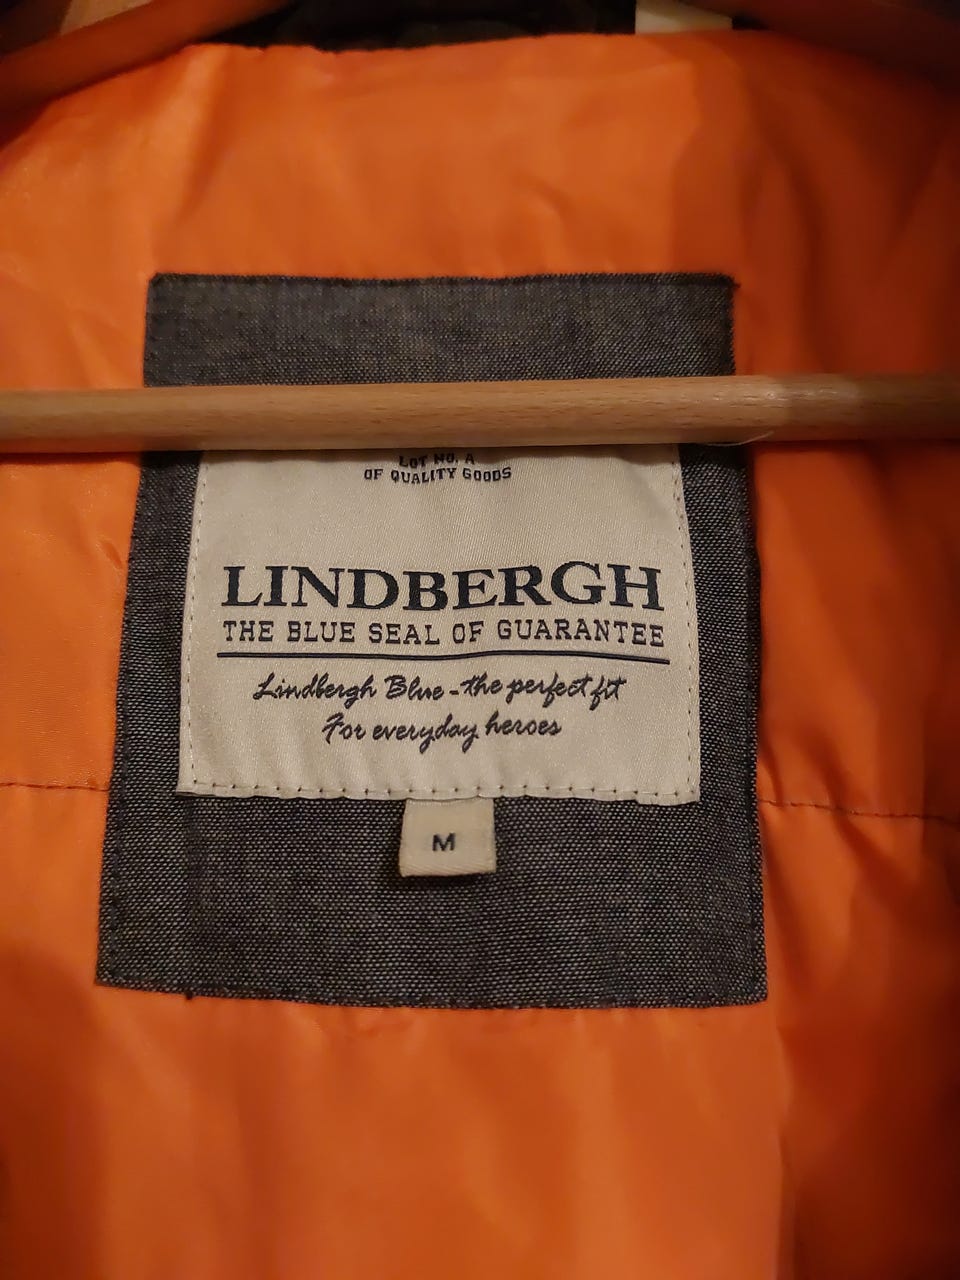 LOT NO. A
OF QUALITY GOODS
LINDBERGH
THE BLUE SEAL OF GUARANTEE
Lindbergh Blue - the perfect fit
For everyday heroes
M